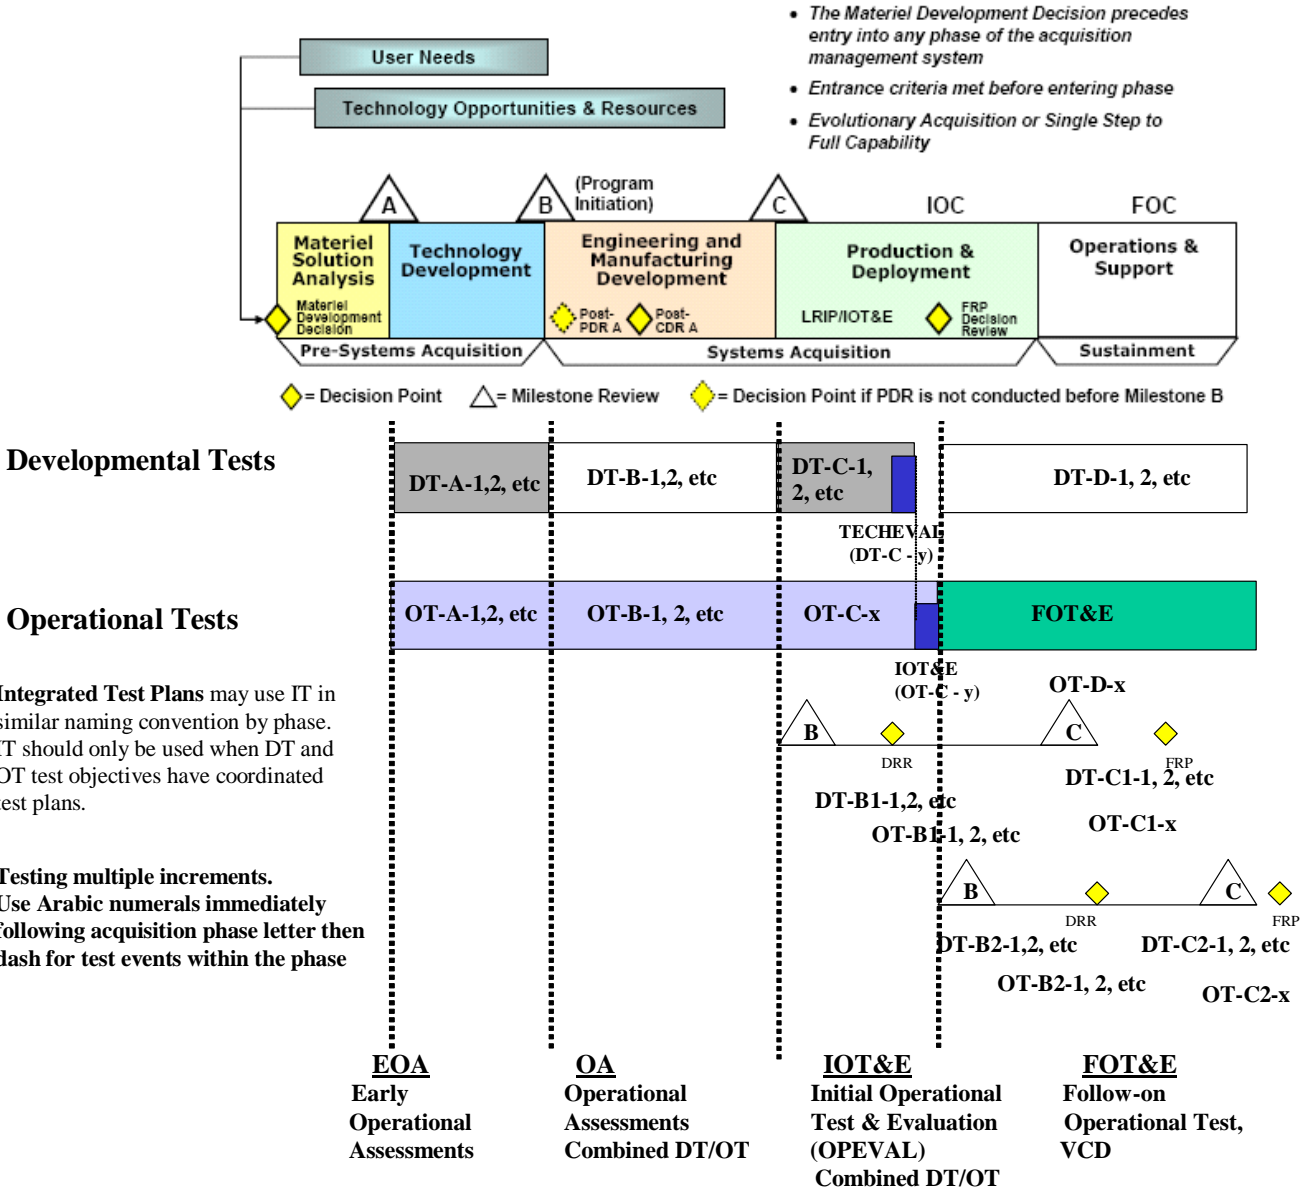 • The Materiel Development Decision precedes
entry into any phase of the acquisition
management system
• Entrance criteria met before entering phase
• Evolutionary Acquisition or Single Step to
Full Capability
User Needs
Technology Opportunities & Resources
A
B
(Program
Initiation)
C
IOC
FOC
Materiel
Solution
Analysis
Materiel
Development
Decision
Technology
Development
Engineering and
Manufacturing
Development
Post-
PDR A
Post-
CDR A
Production &
Deployment
LRIP/IOT&E
FRP
Decision
Review
Operations &
Support
Pre-Systems Acquisition
Systems Acquisition
Sustainment
= Decision Point
= Milestone Review
= Decision Point if PDR is not conducted before Milestone B
Developmental Tests
DT-A-1,2, etc
DT-B-1,2, etc
DT-C-1,
2, etc
DT-D-1, 2, etc
TECHEVAL
(DT-C - y)
Operational Tests
OT-A-1,2, etc
OT-B-1, 2, etc
OT-C-x
FOT&E
IOT&E
(OT-C - y)
OT-D-x
Integrated Test Plans may use IT in
similar naming convention by phase.
IT should only be used when DT and
OT test objectives have coordinated
test plans.
B
DRR
C
FRP
DT-B1-1,2, etc
OT-B1-1, 2, etc
DT-C1-1, 2, etc
OT-C1-x
Testing multiple increments.
Use Arabic numerals immediately
following acquisition phase letter then
dash for test events within the phase
B
DRR
C
FRP
DT-B2-1,2, etc
OT-B2-1, 2, etc
DT-C2-1, 2, etc
OT-C2-x
EOA
Early
Operational
Assessments
OA
Operational
Assessments
Combined DT/OT
IOT&E
Initial Operational
Test & Evaluation
(OPEVAL)
Combined DT/OT
FOT&E
Follow-on
Operational Test,
VCD